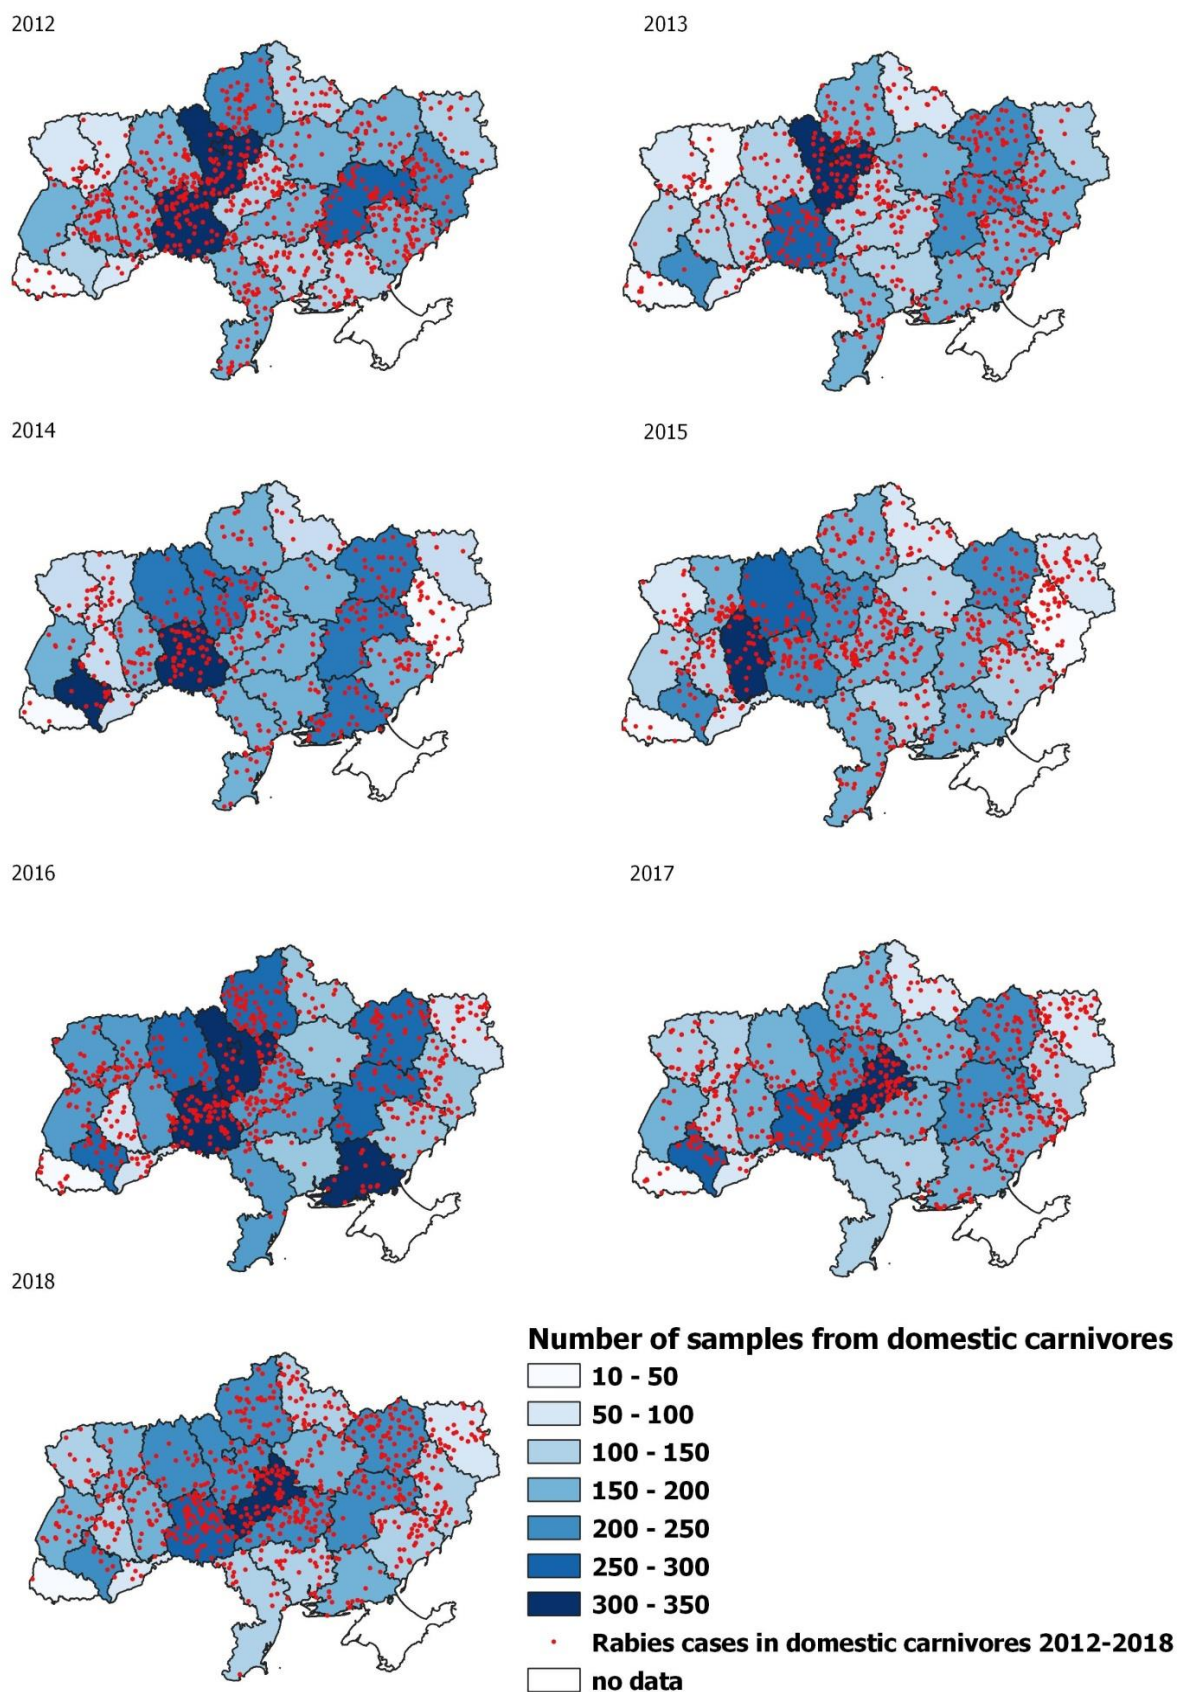 2012
2013
2014
2015
2016
2017
2018
Number of samples from domestic carnivores
10 - 50
50 - 100
100 - 150
150 - 200
200 - 250
250 - 300
300 - 350
Rabies cases in domestic carnivores 2012-2018
no data